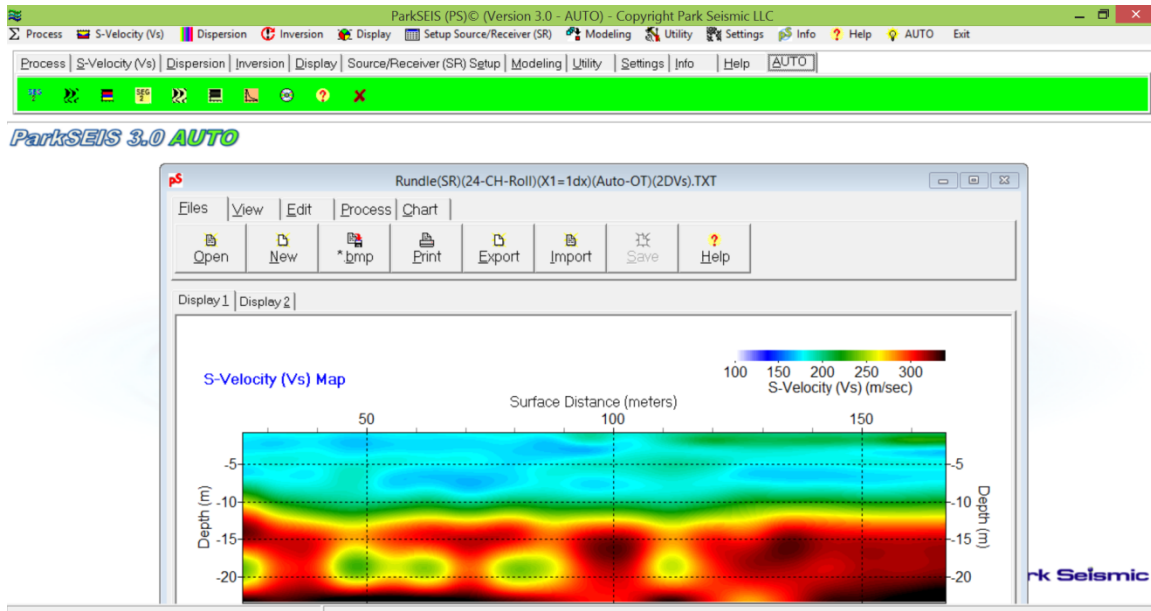 ParkSEIS (PS)© (Version 3.0 - AUTO) - Copyright Park Seismic LLC
Σ Process S-Velocity (Vs) Dispersion Inversion Display Setup Source/Receiver (SR) Modeling Utility Settings Info ? Help AUTO Exit
Process S-Velocity (Vs) Dispersion Inversion Display Source/Receiver (SR) Setup Modeling Utility Settings Info Help AUTO
ParkSEIS 3.0 AUTO
pS Rundle(SR)(24-CH-Roll)(X1=1dx)(Auto-OT)(2DVs).TXT
Files View Edit Process Chart
Open New *.bmp Print Export Import Save Help
Display 1 Display 2
100 150 200 250 300
S-Velocity (Vs) (m/sec)
S-Velocity (Vs) Map
Surface Distance (meters)
50 100 150
-5 -5
-10 -10
-15 -15
-20 -20
Depth (m)
Depth (m)
rk Seismic